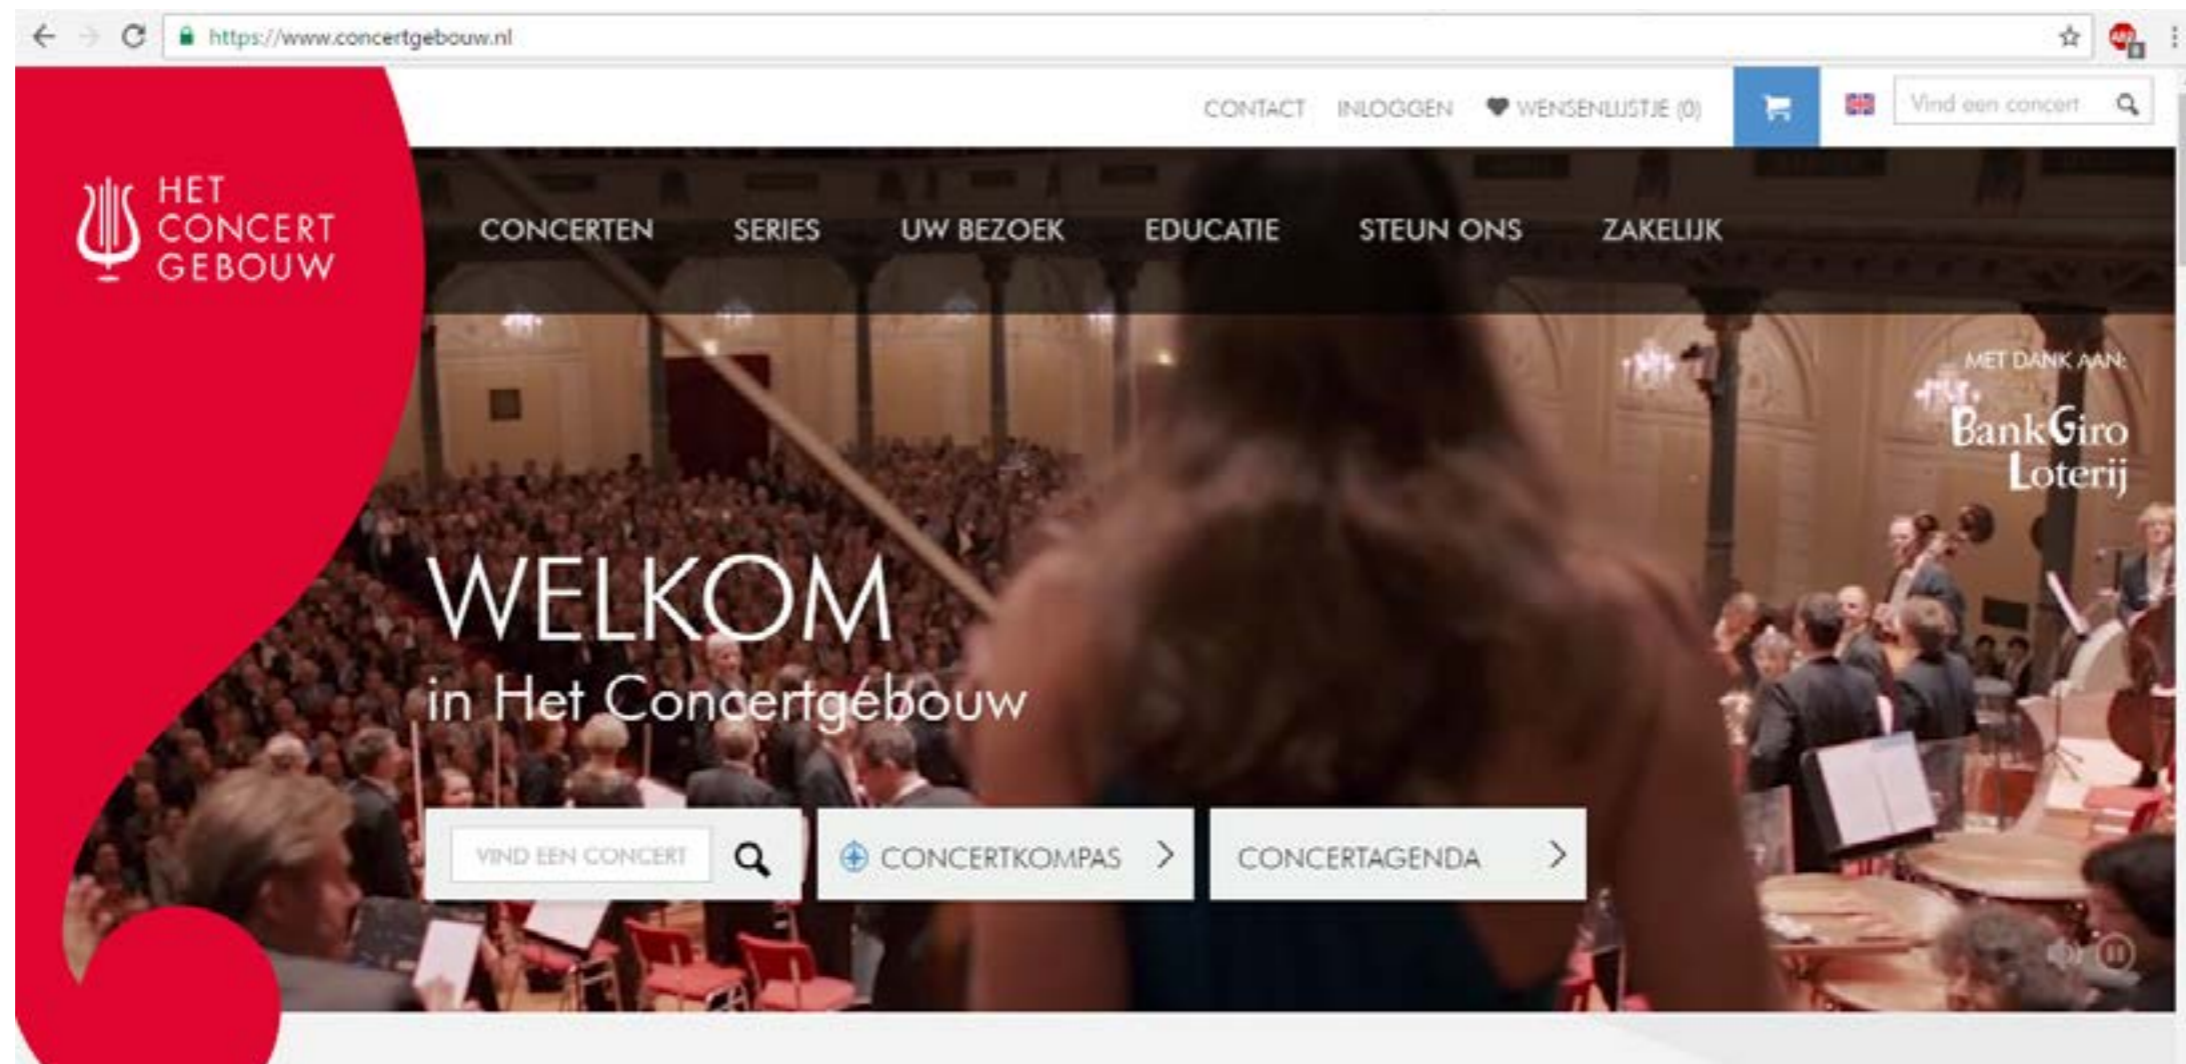 https://www.concertgebouw.nl
CONTACT INLOGGEN WENSENLIJSTJE (0) Vind een concert
HET
CONCERT
GEBOUW
CONCERTEN SERIES UW BEZOEK EDUCATIE STEUN ONS ZAKELIJK
MET DANK AAN:
BankGiro
Loterij
WELKOM
in Het Concertgebouw
VIND EEN CONCERT CONCERTKOMPAS CONCERTAGENDA